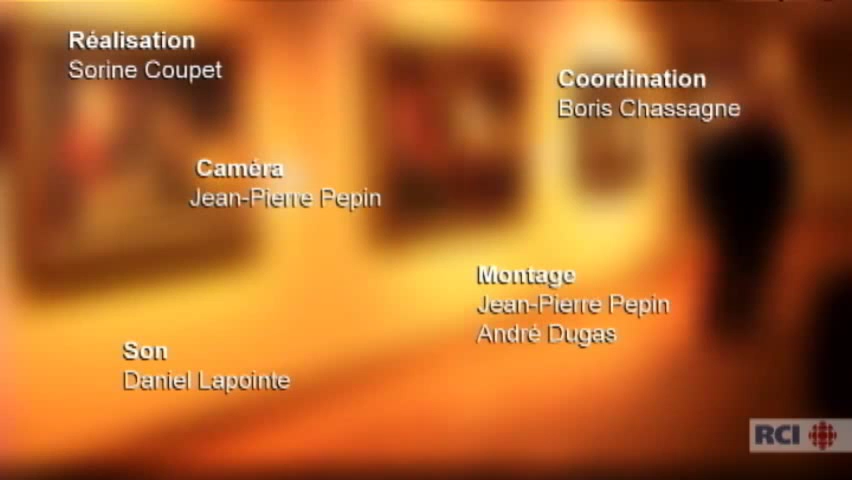 Réalisation
Sorine Coupet
Coordination
Boris Chassagne
Caméra
Jean-Pierre Pepin
Montage
Jean-Pierre Pepin
André Dugas
Son
Daniel Lapointe
RCI